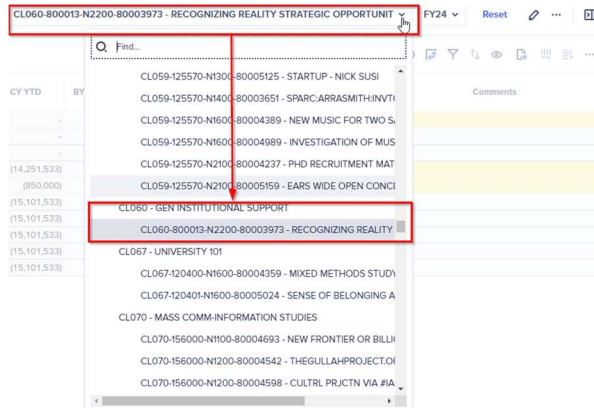 CL060-800013-N2200-80003973 - RECOGNIZING REALITY STRATEGIC OPPORTUNIT
FY24
Reset
Find...
CY YTD
BY
Comments
CL059-125570-N1300-80005125 - STARTUP - NICK SUSI
CL059-125570-N1400-80003651 - SPARC:ARRASMITH:INVT
CL059-125570-N1600-80004389 - NEW MUSIC FOR TWO S
-
CL059-125570-N1600-80004989 - INVESTIGATION OF MUS
-
-
CL059-125570-N2100-80004237 - PHD RECRUITMENT MAT
(14,251,533)
CL059-125570-N2100-80005159 - EARS WIDE OPEN CONC
(850,000)
(15,101,533)
CL060 - GEN INSTITUTIONAL SUPPORT
(15,101,533)
CL060-800013-N2200-80003973 - RECOGNIZING REALITY
(15,101,533)
CL067 - UNIVERSITY 101
(15,101,533)
(15,101,533)
CL067-120400-N1600-80004359 - MIXED METHODS STUDY
CL067-120401-N1600-80005024 - SENSE OF BELONGING A
CL070 - MASS COMM-INFORMATION STUDIES
CL070-156000-N1100-80004693 - NEW FRONTIER OR BILLI
CL070-156000-N1200-80004542 - THEGULLAHPROJECT.O
CL070-156000-N1200-80004598 - CULTRL PRJCTN VIA #IA